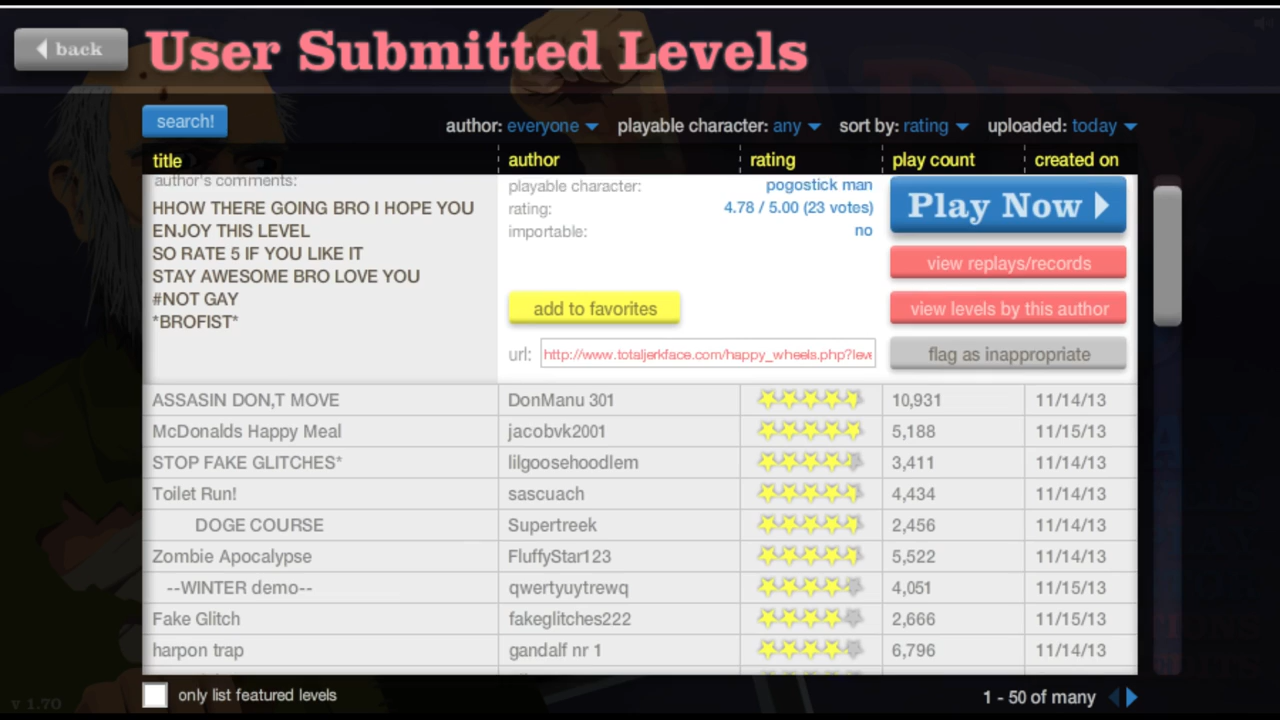 back
User Submitted Levels
search!
author: everyone playable character: any sort by: rating uploaded: today
title author rating play count created on
author's comments:
HHOW THERE GOING BRO I HOPE YOU
ENJOY THIS LEVEL
SO RATE 5 IF YOU LIKE IT
STAY AWESOME BRO LOVE YOU
#NOT GAY
*BROFIST*
playable character: pogostick man
rating: 4.78 / 5.00 (23 votes)
importable: no
add to favorites
url: http://www.totaljerkface.com/happy_wheels.php?leve
Play Now
view replays/records
view levels by this author
flag as inappropriate
ASSASIN DON,T MOVE DonManu 301 10,931 11/14/13
McDonalds Happy Meal jacobvk2001 5,188 11/15/13
STOP FAKE GLITCHES* lilgoosehoodlem 3,411 11/14/13
Toilet Run! sascuach 4,434 11/14/13
DOGE COURSE Supertreek 2,456 11/14/13
Zombie Apocalypse FluffyStar123 5,522 11/14/13
--WINTER demo-- qwertyuytrewq 4,051 11/15/13
Fake Glitch fakeglitches222 2,666 11/15/13
harpon trap gandalf nr 1 6,796 11/14/13
only list featured levels
1 - 50 of many
v 1.70